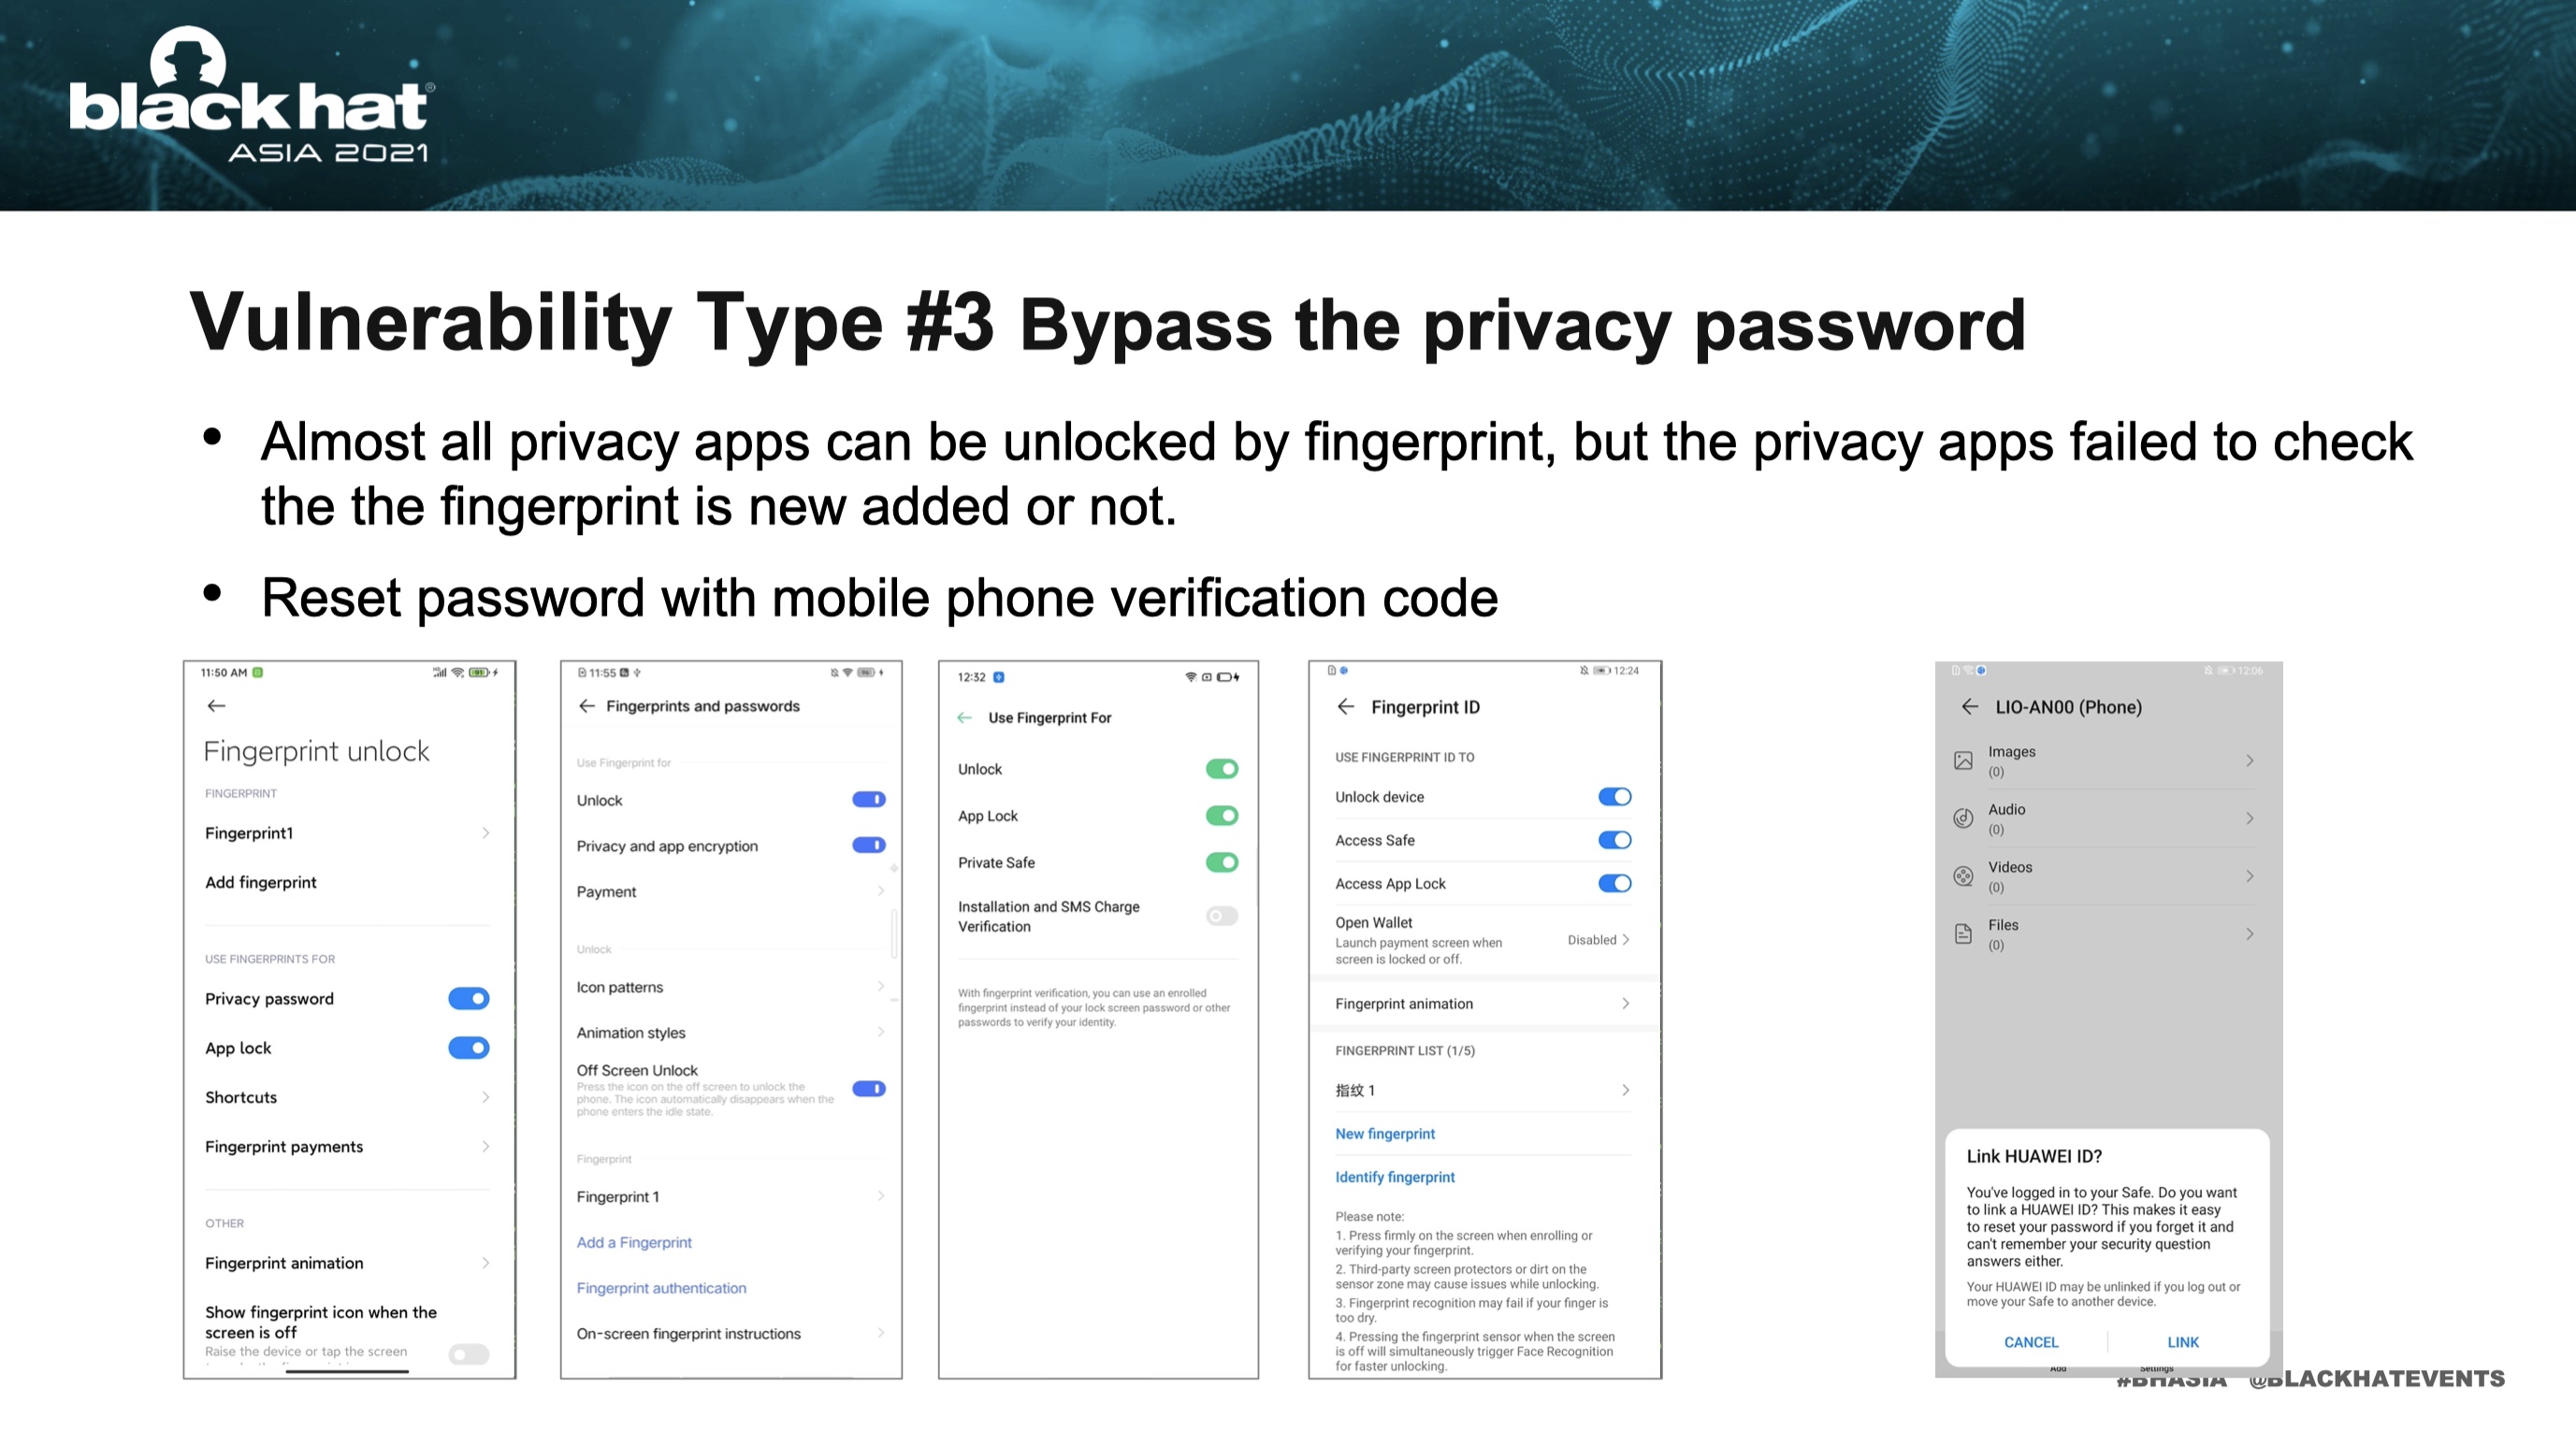 blackhat®
ASIA 2021
Vulnerability Type #3 Bypass the privacy password
• Almost all privacy apps can be unlocked by fingerprint, but the privacy apps failed to check
the the fingerprint is new added or not.
• Reset password with mobile phone verification code
11:50 AM
Fingerprint unlock
FINGERPRINT
Fingerprint1
Add fingerprint
USE FINGERPRINTS FOR
Privacy password
App lock
Shortcuts
Fingerprint payments
OTHER
Fingerprint animation
Show fingerprint icon when the
screen is off
Raise the device or tap the screen
11:55
Fingerprints and passwords
Use Fingerprint for
Unlock
Privacy and app encryption
Payment
Unlock
Icon patterns
Animation styles
Off Screen Unlock
Press the icon on the off screen to unlock the
phone. The icon automatically disappears when the
phone enters the idle state.
Fingerprint
Fingerprint 1
Add a Fingerprint
Fingerprint authentication
On-screen fingerprint instructions
12:32
Use Fingerprint For
Unlock
App Lock
Private Safe
Installation and SMS Charge
Verification
With fingerprint verification, you can use an enrolled
fingerprint instead of your lock screen password or other
passwords to verify your identity.
12:24
Fingerprint ID
USE FINGERPRINT ID TO
Unlock device
Access Safe
Access App Lock
Open Wallet
Launch payment screen when
screen is locked or off.
Disabled
Fingerprint animation
FINGERPRINT LIST (1/5)
指纹 1
New fingerprint
Identify fingerprint
Please note:
1. Press firmly on the screen when enrolling or
verifying your fingerprint.
2. Third-party screen protectors or dirt on the
sensor zone may cause issues while unlocking.
3. Fingerprint recognition may fail if your finger is
too dry.
4. Pressing the fingerprint sensor when the screen
is off will simultaneously trigger Face Recognition
for faster unlocking.
12:06
LIO-AN00 (Phone)
Images
(0)
Audio
(0)
Videos
(0)
Files
(0)
Link HUAWEI ID?
You've logged in to your Safe. Do you want
to link a HUAWEI ID? This makes it easy
to reset your password if you forget it and
can't remember your security question
answers either.
Your HUAWEI ID may be unlinked if you log out or
move your Safe to another device.
CANCEL LINK
Add Settings
#BHASIA @BLACKHATEVENTS